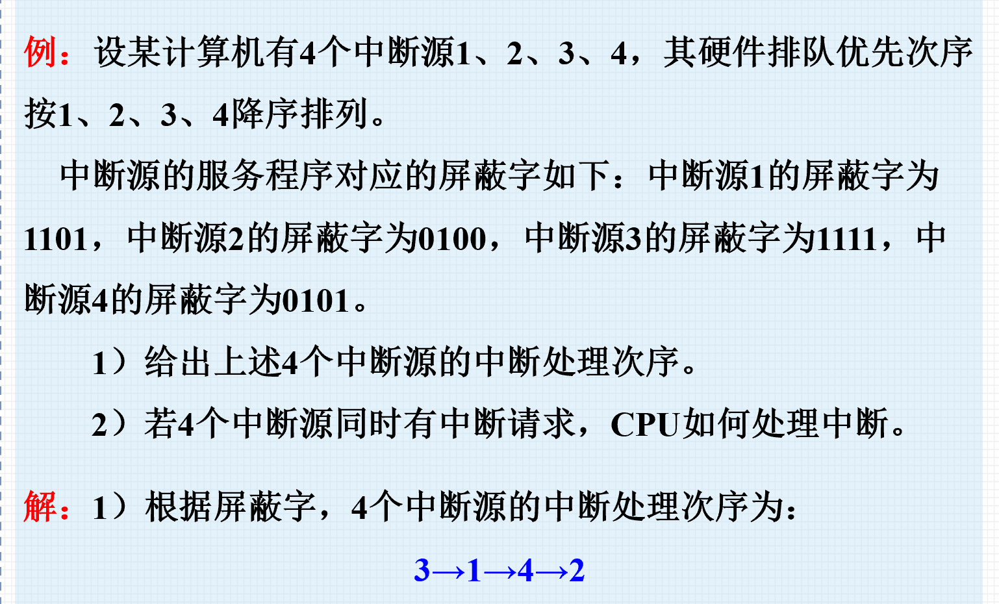 例：设某计算机有4个中断源1、2、3、4，其硬件排队优先次序
按1、2、3、4降序排列。
中断源的服务程序对应的屏蔽字如下：中断源1的屏蔽字为
1101，中断源2的屏蔽字为0100，中断源3的屏蔽字为1111，中
断源4的屏蔽字为0101。
1）给出上述4个中断源的中断处理次序。
2）若4个中断源同时有中断请求，CPU如何处理中断。
解：1）根据屏蔽字，4个中断源的中断处理次序为：
3→1→4→2